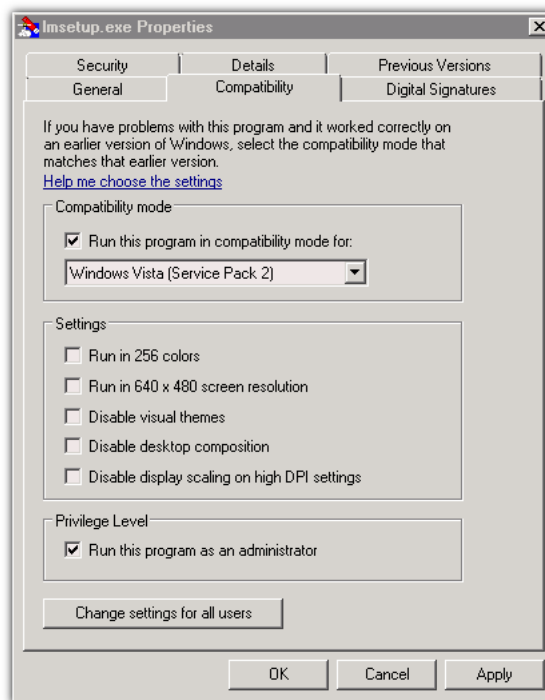 lmsetup.exe Properties
Security Details Previous Versions
General Compatibility Digital Signatures
If you have problems with this program and it worked correctly on
an earlier version of Windows, select the compatibility mode that
matches that earlier version.
Help me choose the settings
Compatibility mode
Run this program in compatibility mode for:
Windows Vista (Service Pack 2)
Settings
Run in 256 colors
Run in 640 x 480 screen resolution
Disable visual themes
Disable desktop composition
Disable display scaling on high DPI settings
Privilege Level
Run this program as an administrator
Change settings for all users
OK Cancel Apply